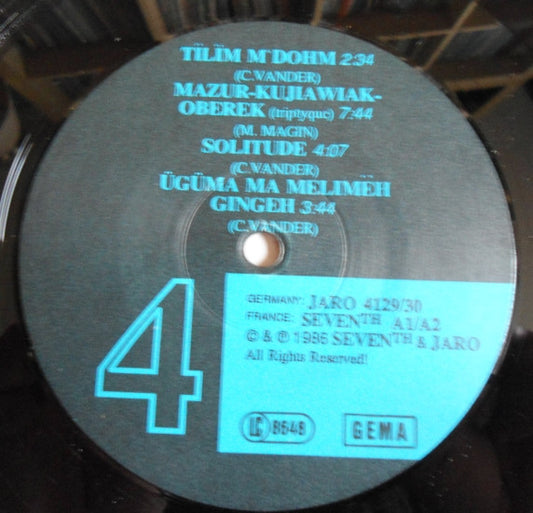 TÏLÏM M'DOHM 2:34
(C.VANDER)
MAZUR-KUJIAWIAK-
OBEREK (triptyque) 7:44
(M. MAGIN)
SOLITUDE 4:07
(C.VANDER)
ÜGÜMA MA MELIMËH
GINGEH 3:44
(C.VANDER)
4
GERMANY: JARO 4129/30
FRANCE: SEVENTH A1/A2
© & ℗ 1986 SEVENTH & JARO
All Rights Reserved!
LC 8648
GEMA